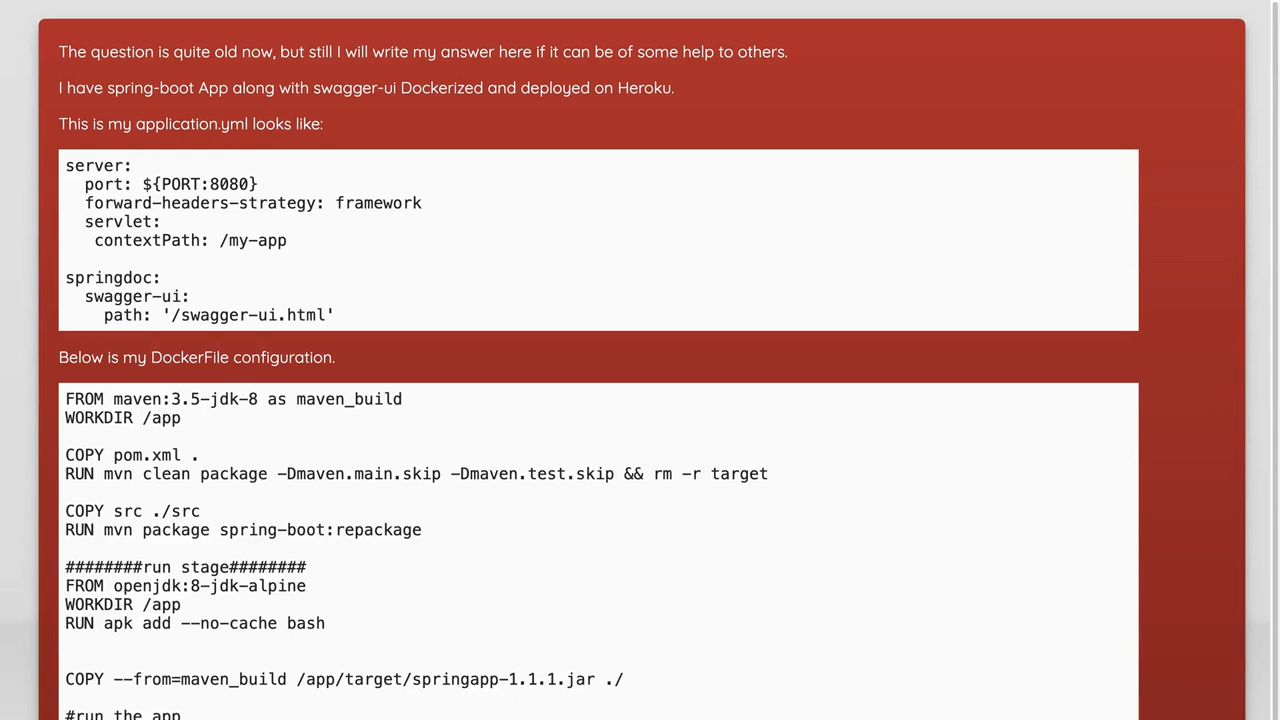 The question is quite old now, but still I will write my answer here if it can be of some help to others.
I have spring-boot App along with swagger-ui Dockerized and deployed on Heroku.
This is my application.yml looks like:
server:
  port: ${PORT:8080}
  forward-headers-strategy: framework
  servlet:
   contextPath: /my-app
springdoc:
  swagger-ui:
    path: '/swagger-ui.html'
Below is my DockerFile configuration.
FROM maven:3.5-jdk-8 as maven_build
WORKDIR /app
COPY pom.xml .
RUN mvn clean package -Dmaven.main.skip -Dmaven.test.skip && rm -r target
COPY src ./src
RUN mvn package spring-boot:repackage
########run stage########
FROM openjdk:8-jdk-alpine
WORKDIR /app
RUN apk add --no-cache bash
COPY --from=maven_build /app/target/springapp-1.1.1.jar ./
#run the app